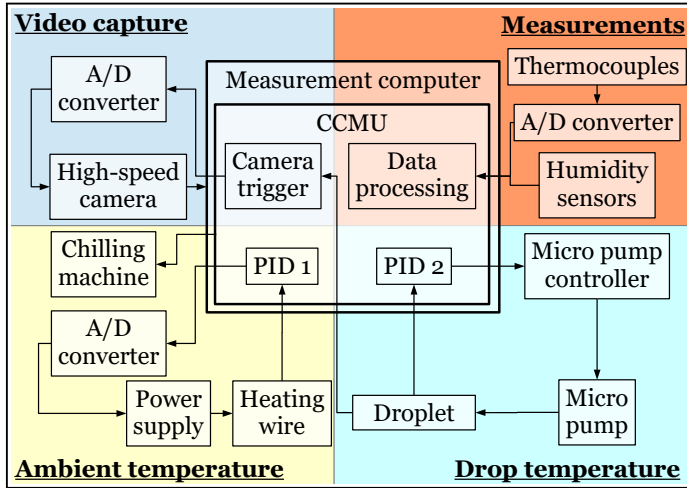 Video capture
Measurements
A/D
converter
High-speed
camera
Measurement computer
CCMU
Camera
trigger
Data
processing
Thermocouples
A/D converter
Humidity
sensors
Chilling
machine
PID 1
A/D
converter
Power
supply
Heating
wire
PID 2
Micro pump
controller
Droplet
Micro
pump
Ambient temperature
Drop temperature